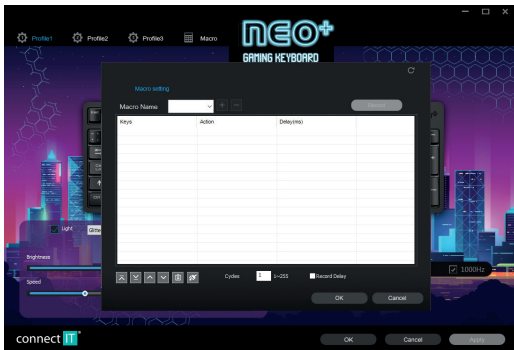 NEO+
GAMING KEYBOARD
Profile1 Profile2 Profile3 Macro
Macro setting
Macro Name
Keys Action Delay(ms)
Light
Brightness
Speed
1000Hz
Cycles 1 1~255 Record Delay
OK Cancel
connect IT
OK Cancel Apply